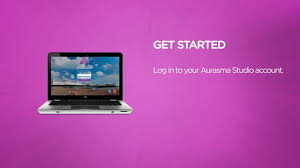 GET STARTED
Log in to your Aurasma Studio account.